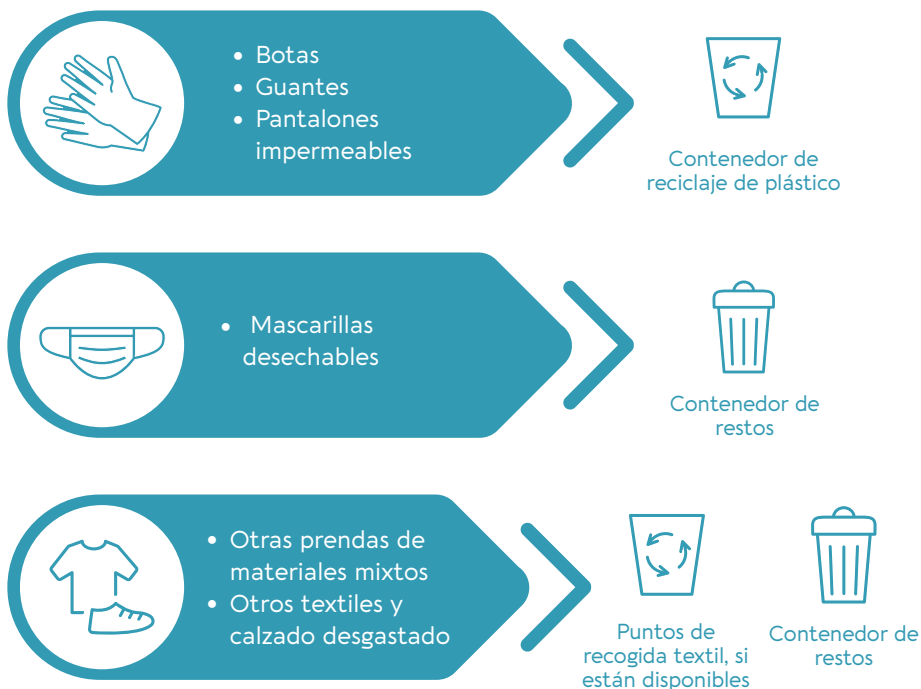 • Botas
• Guantes
• Pantalones
impermeables
Contenedor de
reciclaje de plástico
• Mascarillas
desechables
Contenedor de
restos
• Otras prendas de
materiales mixtos
• Otros textiles y
calzado desgastado
Puntos de
recogida textil, si
están disponibles
Contenedor de
restos